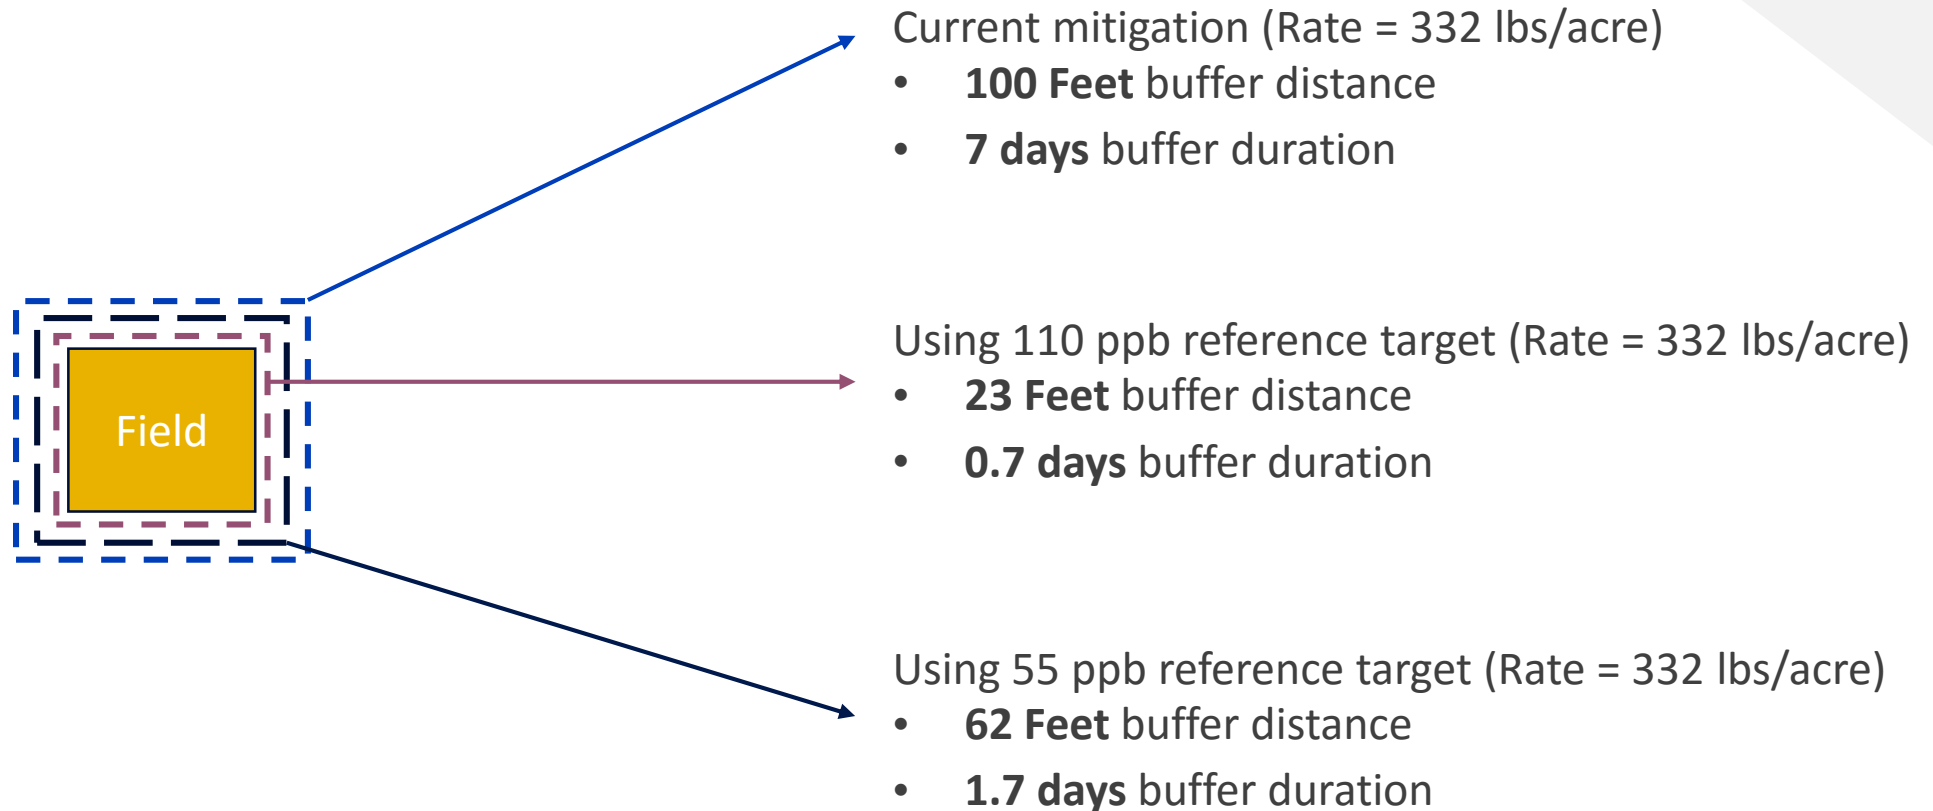 Current mitigation (Rate = 332 lbs/acre)
• 100 Feet buffer distance
• 7 days buffer duration
Field
Using 110 ppb reference target (Rate = 332 lbs/acre)
• 23 Feet buffer distance
• 0.7 days buffer duration
Using 55 ppb reference target (Rate = 332 lbs/acre)
• 62 Feet buffer distance
• 1.7 days buffer duration